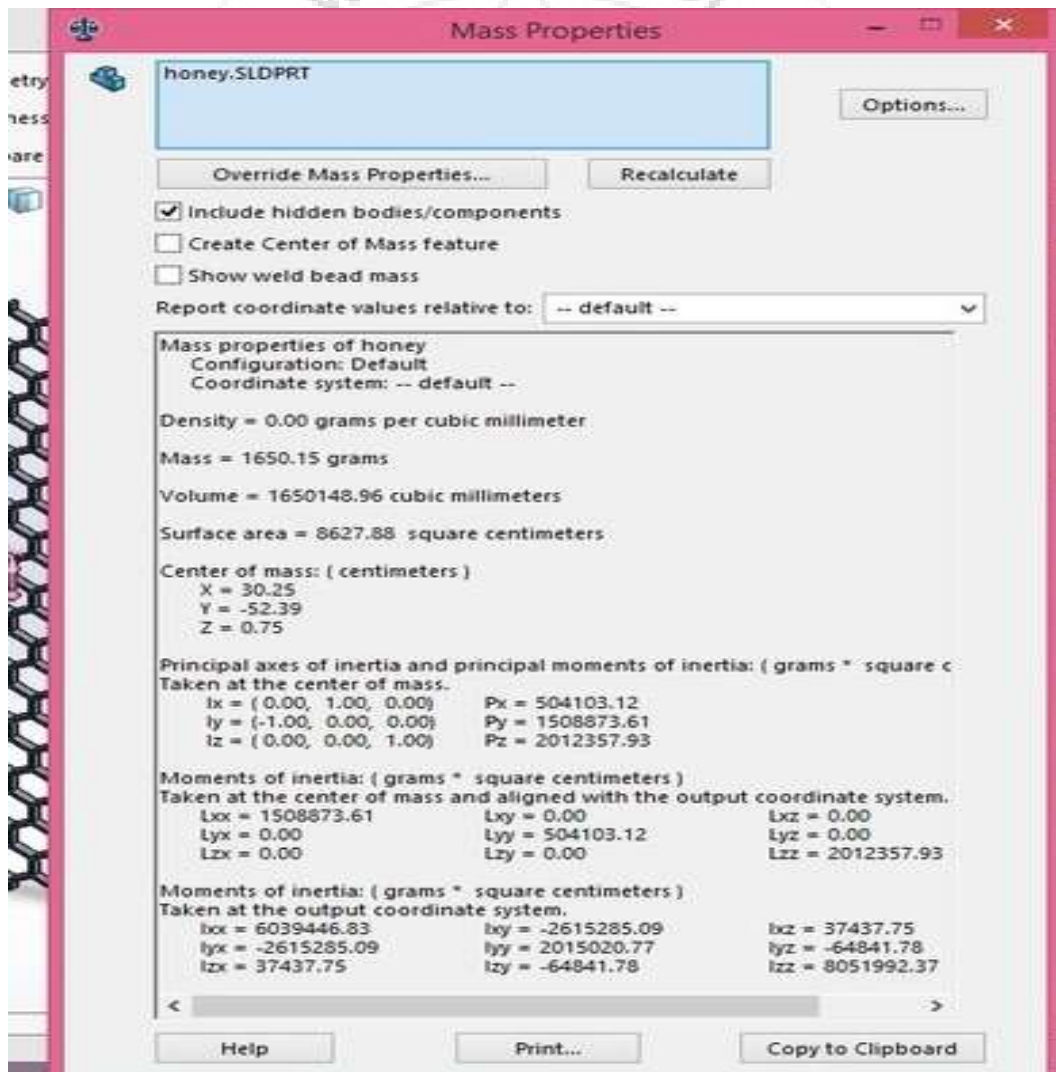 Mass Properties
etry
ness
are
honey.SLDPRT
Options...
Override Mass Properties...
Recalculate
Include hidden bodies/components
Create Center of Mass feature
Show weld bead mass
Report coordinate values relative to: -- default --
Mass properties of honey
Configuration: Default
Coordinate system: -- default --
Density = 0.00 grams per cubic millimeter
Mass = 1650.15 grams
Volume = 1650148.96 cubic millimeters
Surface area = 8627.88 square centimeters
Center of mass: ( centimeters )
X = 30.25
Y = -52.39
Z = 0.75
Principal axes of inertia and principal moments of inertia: ( grams * square c
Taken at the center of mass.
Ix = ( 0.00, 1.00, 0.00) Px = 504103.12
Iy = (-1.00, 0.00, 0.00) Py = 1508873.61
Iz = ( 0.00, 0.00, 1.00) Pz = 2012357.93
Moments of inertia: ( grams * square centimeters )
Taken at the center of mass and aligned with the output coordinate system.
Lxx = 1508873.61 Lxy = 0.00 Lxz = 0.00
Lyx = 0.00 Lyy = 504103.12 Lyz = 0.00
Lzx = 0.00 Lzy = 0.00 Lzz = 2012357.93
Moments of inertia: ( grams * square centimeters )
Taken at the output coordinate system.
Ixx = 6039446.83 Ixy = -2615285.09 Ixz = 37437.75
Iyx = -2615285.09 Iyy = 2015020.77 Iyz = -64841.78
Izx = 37437.75 Izy = -64841.78 Izz = 8051992.37
Help
Print...
Copy to Clipboard